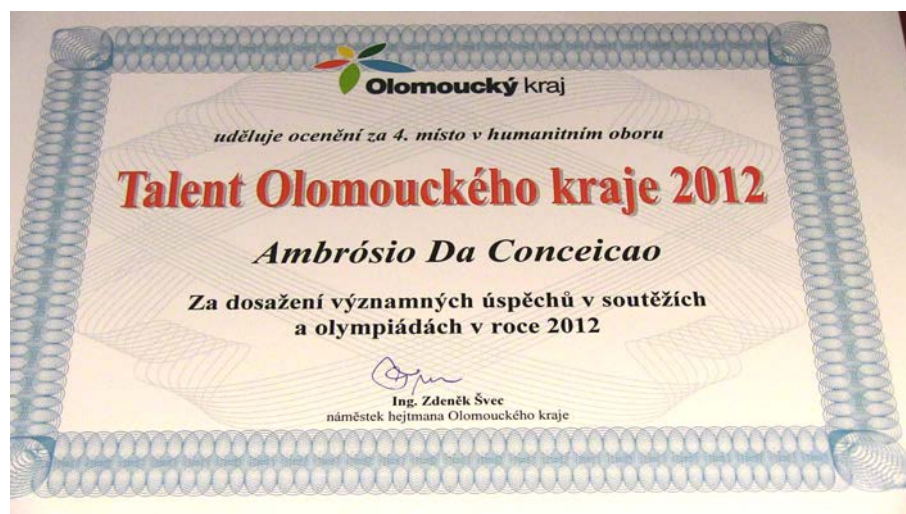 Olomoucký kraj
uděluje ocenění za 4. místo v humanitním oboru
Talent Olomouckého kraje 2012
Ambrósio Da Conceicao
Za dosažení významných úspěchů v soutěžích
a olympiádách v roce 2012
Ing. Zdeněk Švec
náměstek hejtmana Olomouckého kraje